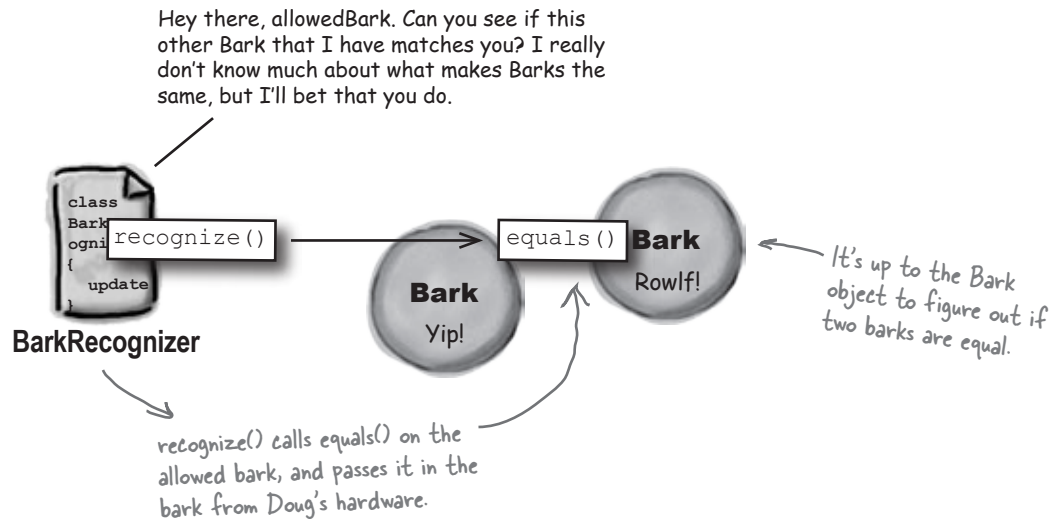 Hey there, allowedBark. Can you see if this
other Bark that I have matches you? I really
don't know much about what makes Barks the
same, but I'll bet that you do.
class
Bark
ogni
{
update
}
recognize()
BarkRecognizer
Bark
Yip!
equals()
Bark
Rowlf!
It's up to the Bark
object to figure out if
two barks are equal.
recognize() calls equals() on the
allowed bark, and passes it in the
bark from Doug's hardware.